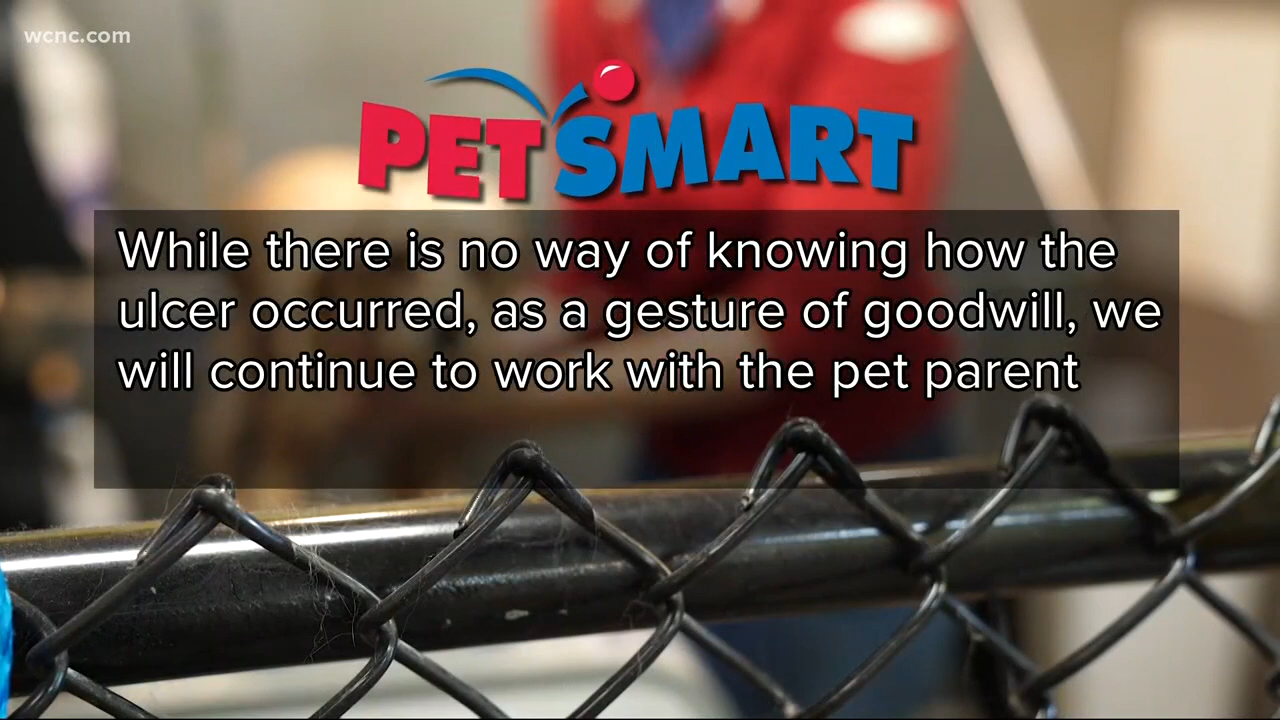 wcnc.com
PETSMART
While there is no way of knowing how the
ulcer occurred, as a gesture of goodwill, we
will continue to work with the pet parent